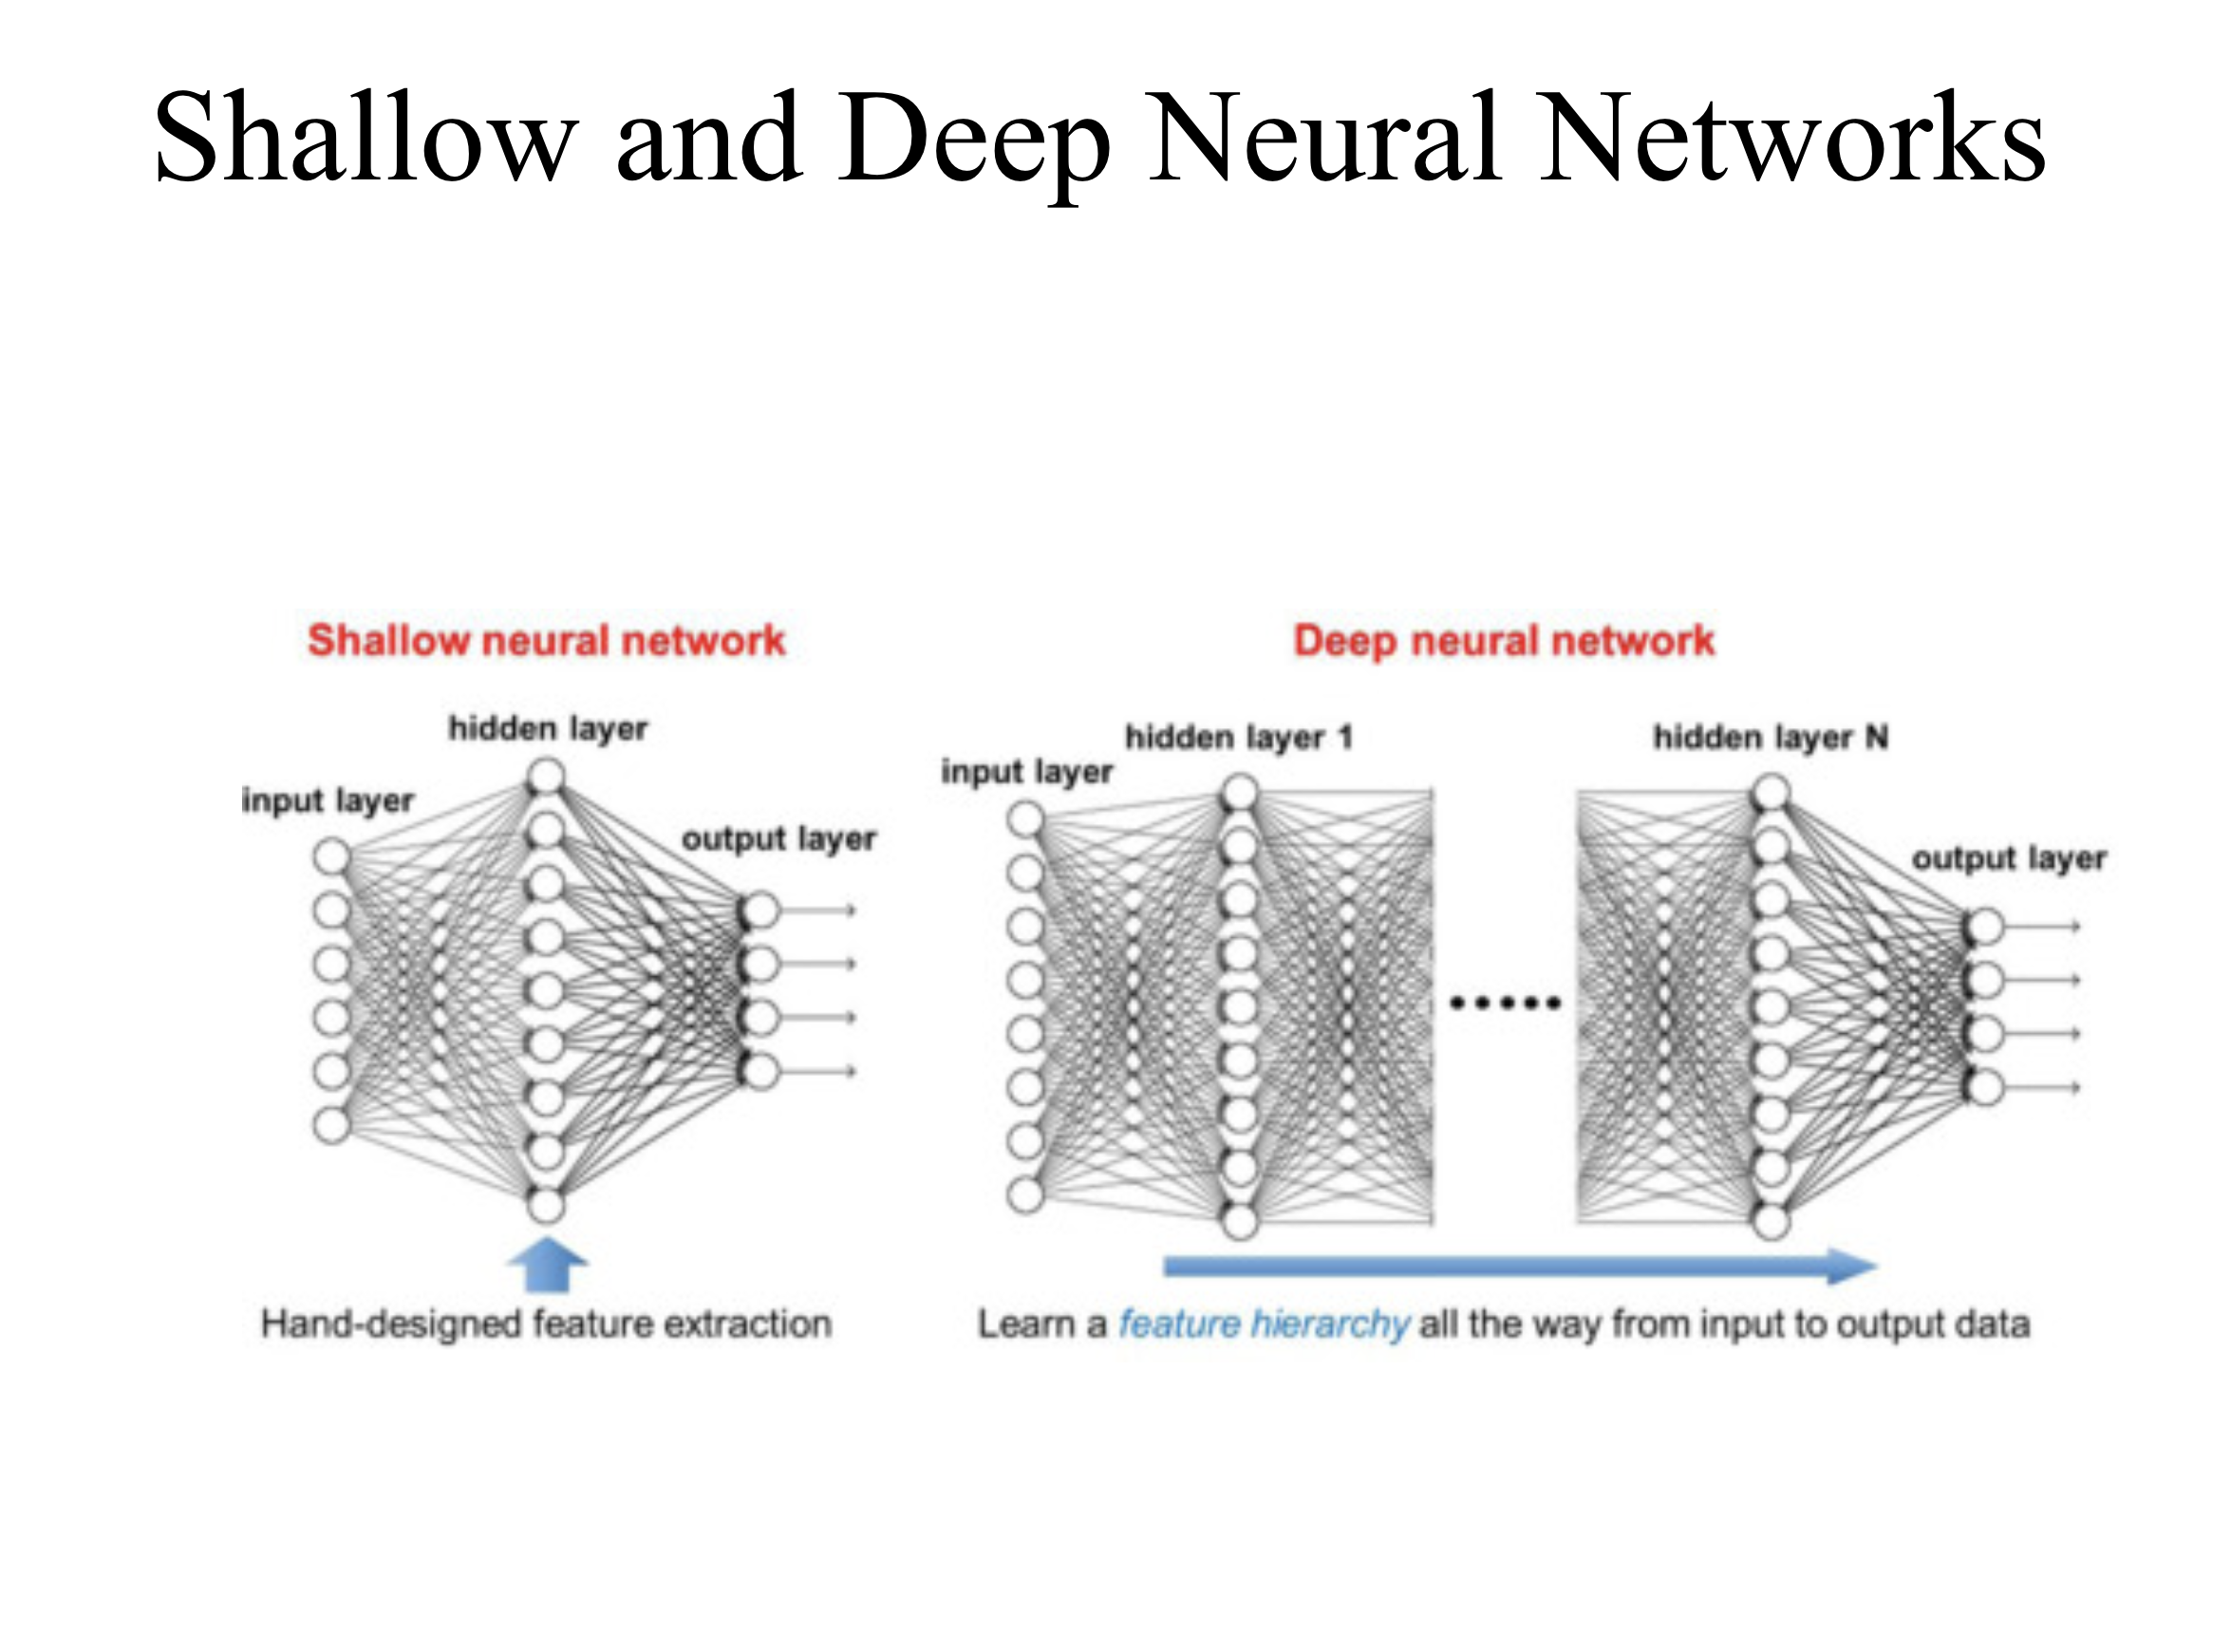 Shallow and Deep Neural Networks
Shallow neural network
hidden layer
input layer
output layer
Hand-designed feature extraction
Deep neural network
hidden layer 1
hidden layer N
input layer
output layer
Learn a feature hierarchy all the way from input to output data